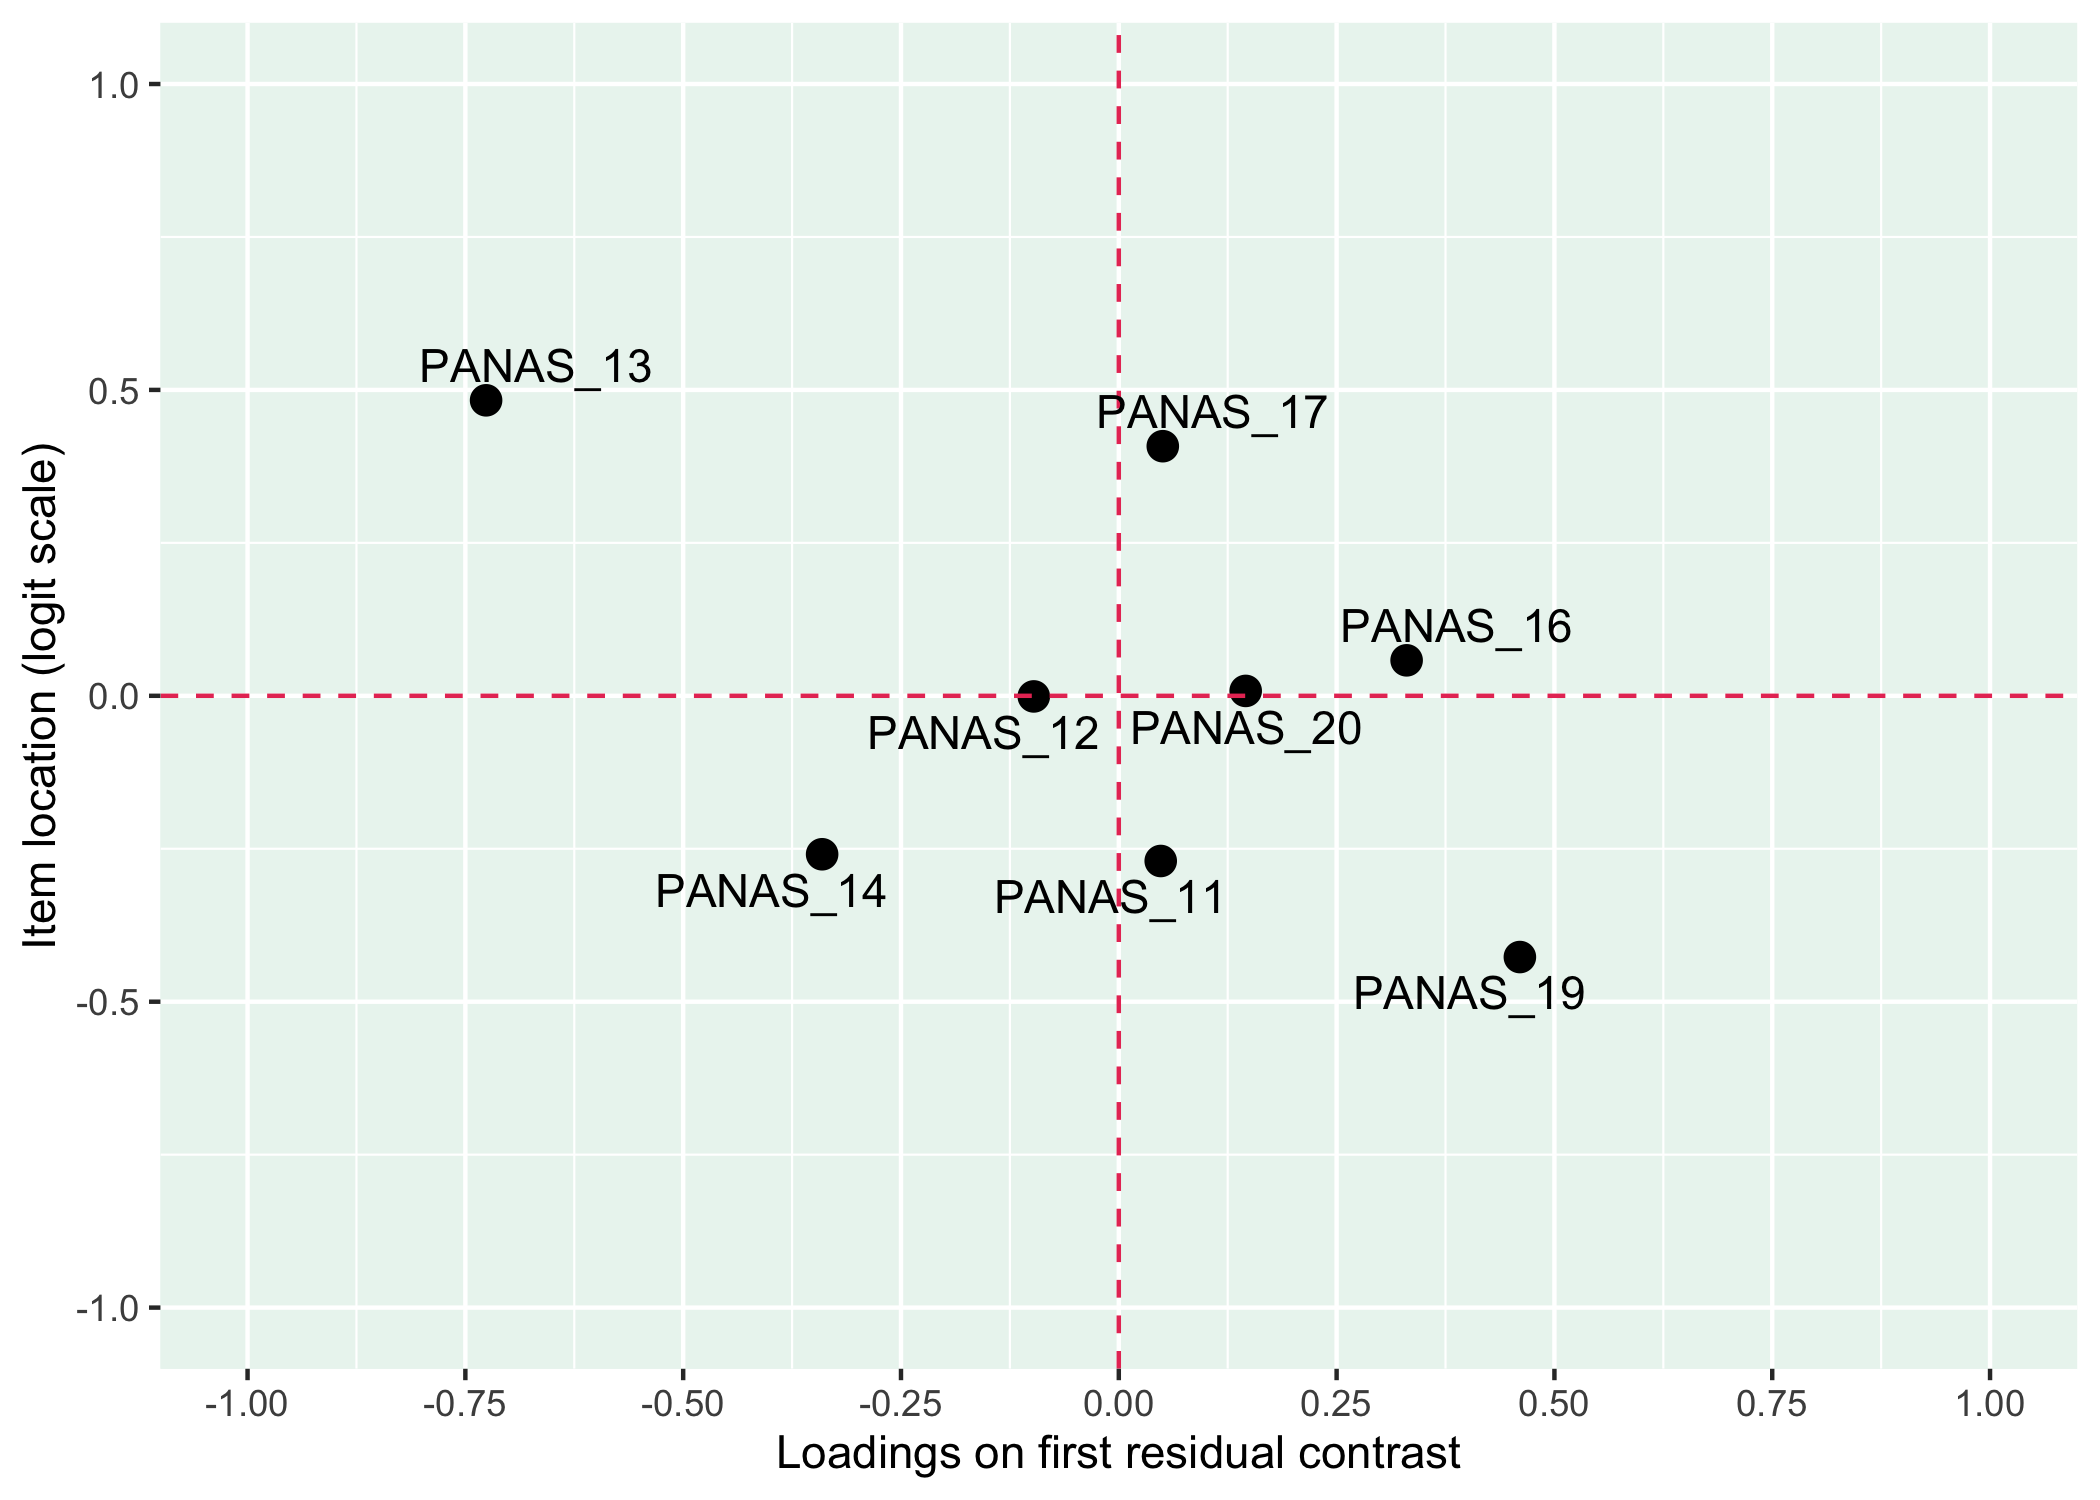 1.0
PANAS_13
0.5
PANAS_17
PANAS_16
0.0
PANAS_12
PANAS_20
PANAS_14
PANAS_11
PANAS_19
-0.5
-1.0
Item location (logit scale)
-1.00 -0.75 -0.50 -0.25 0.00 0.25 0.50 0.75 1.00
Loadings on first residual contrast